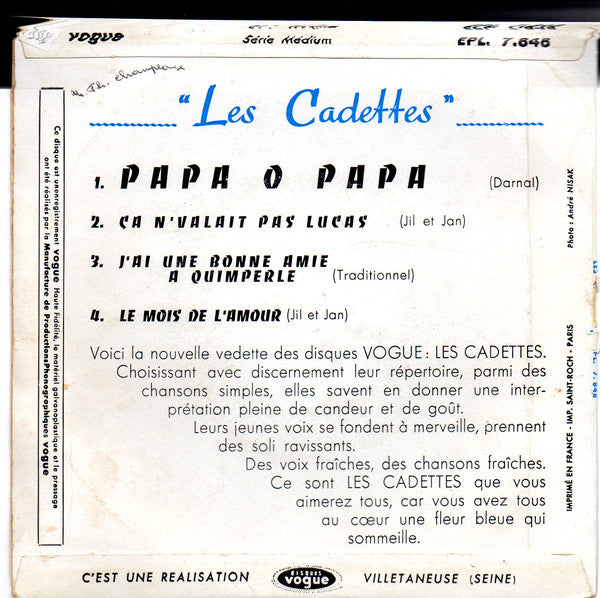 vogue
Série Médium
EPL. 7.646
"Les Cadettes"
1. PAPA O PAPA (Darnal)
2. ÇA N'VALAIT PAS LUCAS (Jil et Jan)
3. J'AI UNE BONNE AMIE
A QUIMPERLE (Traditionnel)
4. LE MOIS DE L'AMOUR (Jil et Jan)
Voici la nouvelle vedette des disques VOGUE : LES CADETTES.
Choisissant avec discernement leur répertoire, parmi des
chansons simples, elles savent en donner une inter-
prétation pleine de candeur et de goût.
Leurs jeunes voix se fondent à merveille, prennent
des soli ravissants.
Des voix fraîches, des chansons fraîches.
Ce sont LES CADETTES que vous
aimerez tous, car vous avez tous
au cœur une fleur bleue qui
sommeille.
Ce disque est un enregistrement vogue Haute Fidélité, le matériel galvanoplastique et le pressage
ont été réalisés par la Manufacture de Productions Phonographiques vogue
Photo : André NISAK
IMPRIMÉ EN FRANCE - IMP. SAINT-ROCH - PARIS
C'EST UNE REALISATION
disques
vogue
VILLETANEUSE (SEINE)